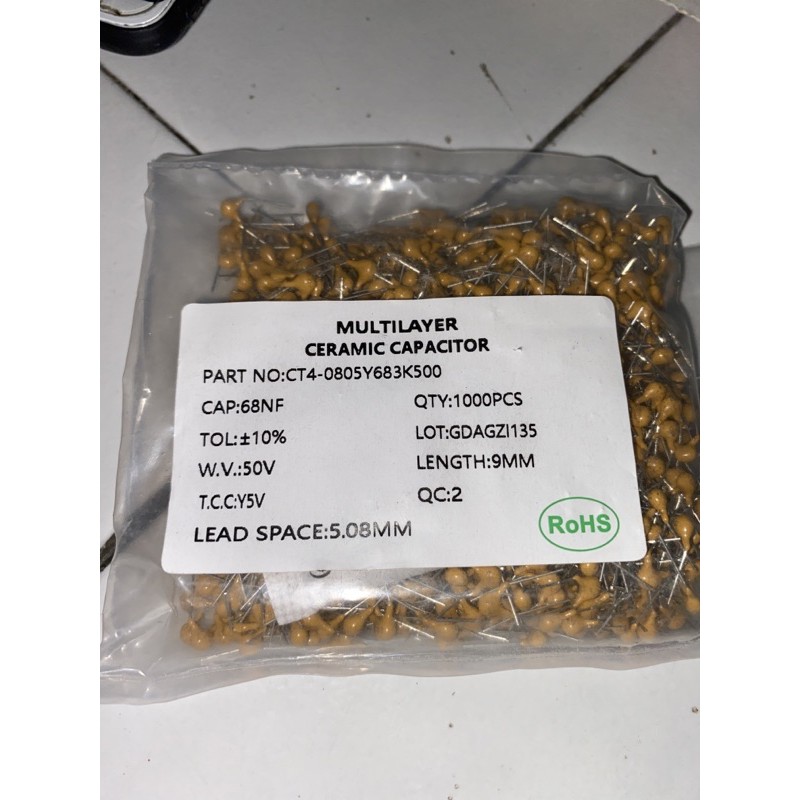 MULTILAYER
CERAMIC CAPACITOR
PART NO:CT4-0805Y683K500
CAP:68NF
QTY:1000PCS
TOL:±10%
LOT:GDAGZI135
W.V.:50V
LENGTH:9MM
T.C.C:Y5V
QC:2
LEAD SPACE:5.08MM
RoHS